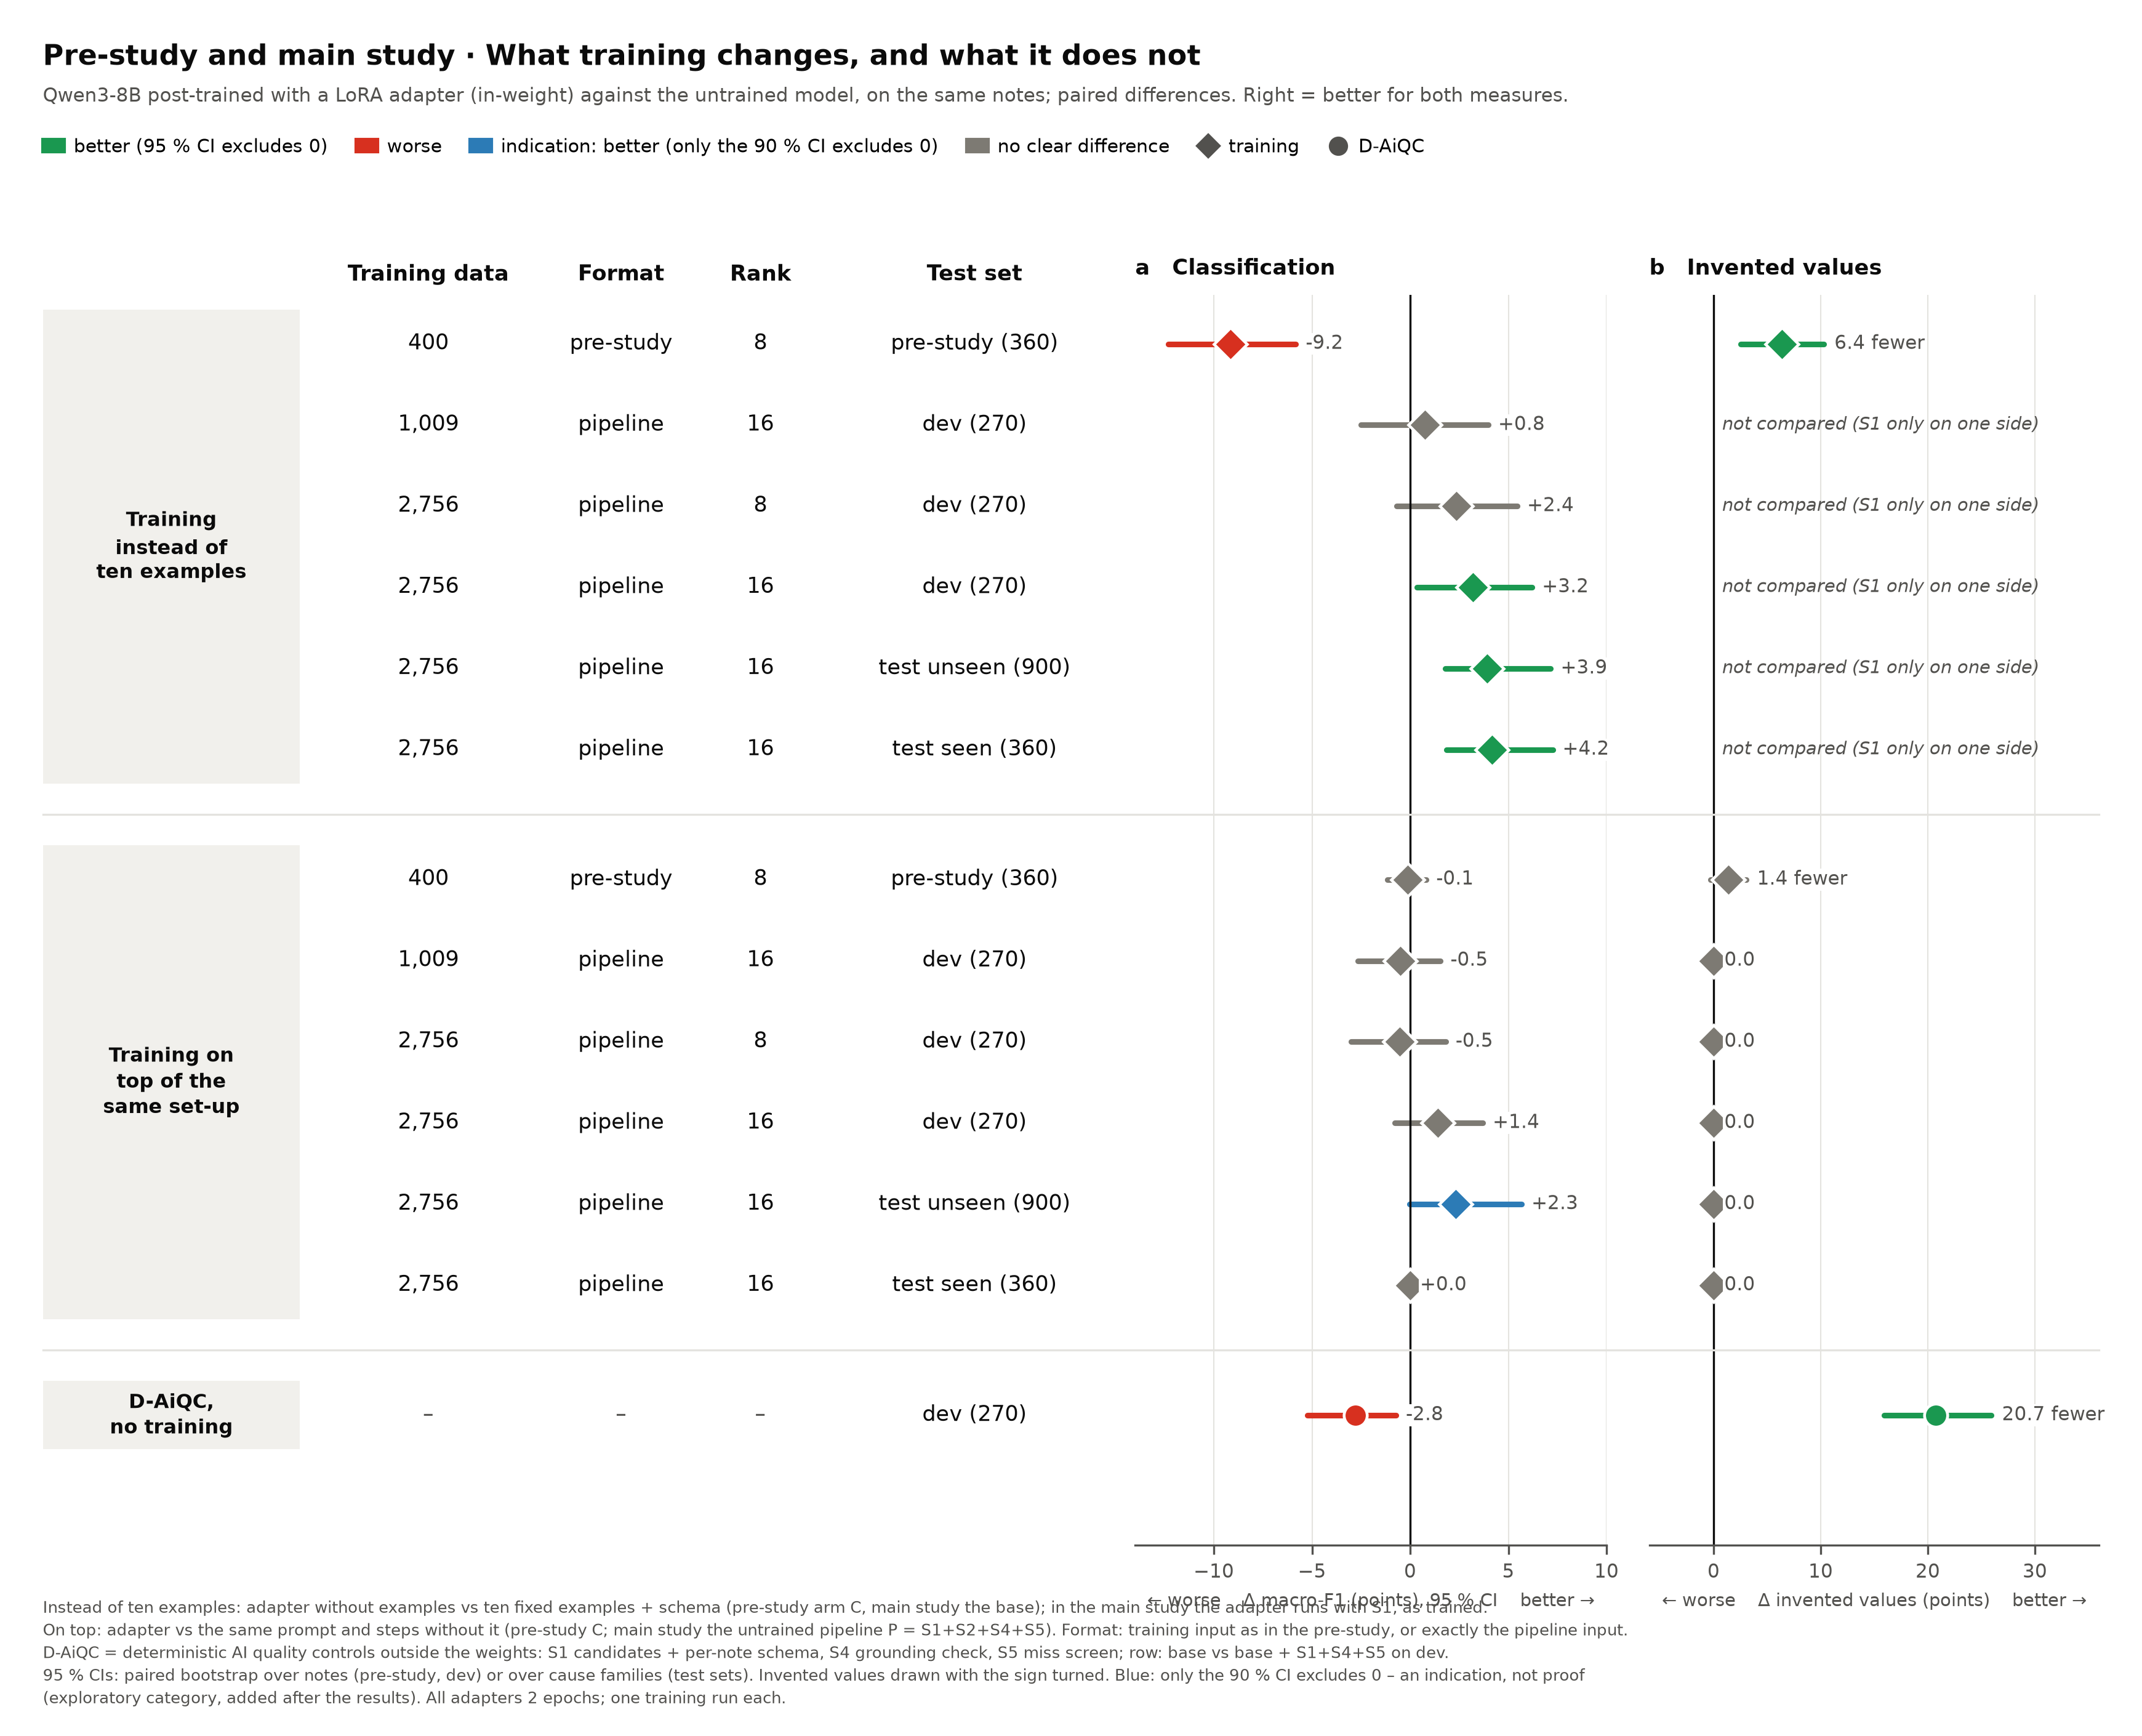 Pre-study and main study · What training changes, and what it does not
Qwen3-8B post-trained with a LoRA adapter (in-weight) against the untrained model, on the same notes; paired differences. Right = better for both measures.
better (95 % CI excludes 0) worse indication: better (only the 90 % CI excludes 0) no clear difference training D-AiQC
Training data Format Rank Test set a Classification b Invented values
400 pre-study 8 pre-study (360) -9.2 6.4 fewer
1,009 pipeline 16 dev (270) +0.8 not compared (S1 only on one side)
2,756 pipeline 8 dev (270) +2.4 not compared (S1 only on one side)
Training
instead of
ten examples
2,756 pipeline 16 dev (270) +3.2 not compared (S1 only on one side)
2,756 pipeline 16 test unseen (900) +3.9 not compared (S1 only on one side)
2,756 pipeline 16 test seen (360) +4.2 not compared (S1 only on one side)
400 pre-study 8 pre-study (360) -0.1 1.4 fewer
1,009 pipeline 16 dev (270) -0.5 0.0
2,756 pipeline 8 dev (270) -0.5 0.0
Training on
top of the
same set-up
2,756 pipeline 16 dev (270) +1.4 0.0
2,756 pipeline 16 test unseen (900) +2.3 0.0
2,756 pipeline 16 test seen (360) +0.0 0.0
D-AiQC,
no training
– – – dev (270) -2.8 20.7 fewer
−10 −5 0 5 10 0 10 20 30
← worse Δ macro-F1 (points), 95 % CI better → ← worse Δ invented values (points) better →
Instead of ten examples: adapter without examples vs ten fixed examples + schema (pre-study arm C, main study the base); in the main study the adapter runs with S1, as trained.
On top: adapter vs the same prompt and steps without it (pre-study C; main study the untrained pipeline P = S1+S2+S4+S5). Format: training input as in the pre-study, or exactly the pipeline input.
D-AiQC = deterministic AI quality controls outside the weights: S1 candidates + per-note schema, S4 grounding check, S5 miss screen; row: base vs base + S1+S4+S5 on dev.
95 % CIs: paired bootstrap over notes (pre-study, dev) or over cause families (test sets). Invented values drawn with the sign turned. Blue: only the 90 % CI excludes 0 – an indication, not proof
(exploratory category, added after the results). All adapters 2 epochs; one training run each.